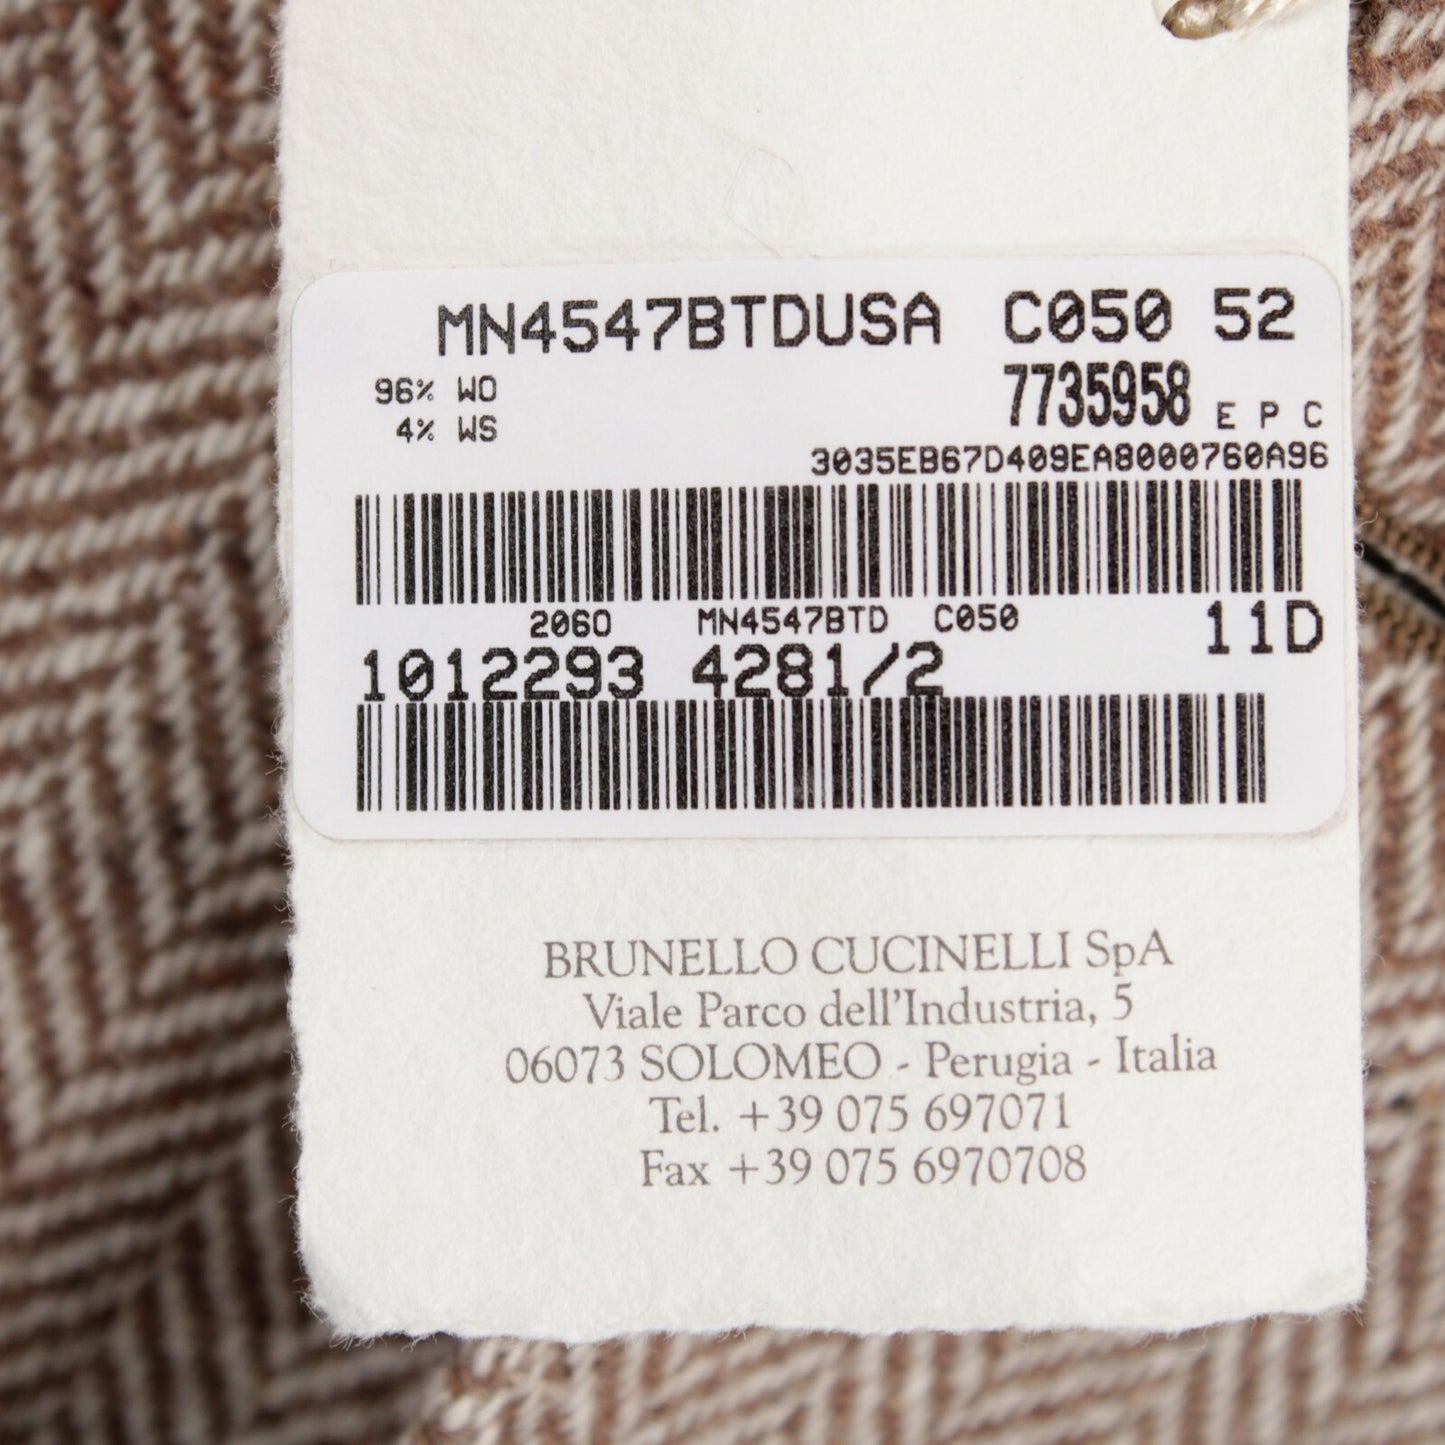 MN4547BTDUSA C050 52
96% WO
7735958 EPC
4% WS
3035EB67D409EA8000760A96
2060 MN4547BTD C050
11D
1012293 4281/2
BRUNELLO CUCINELLI SpA
Viale Parco dell'Industria, 5
06073 SOLOMEO - Perugia - Italia
Tel. +39 075 697071
Fax +39 075 6970708